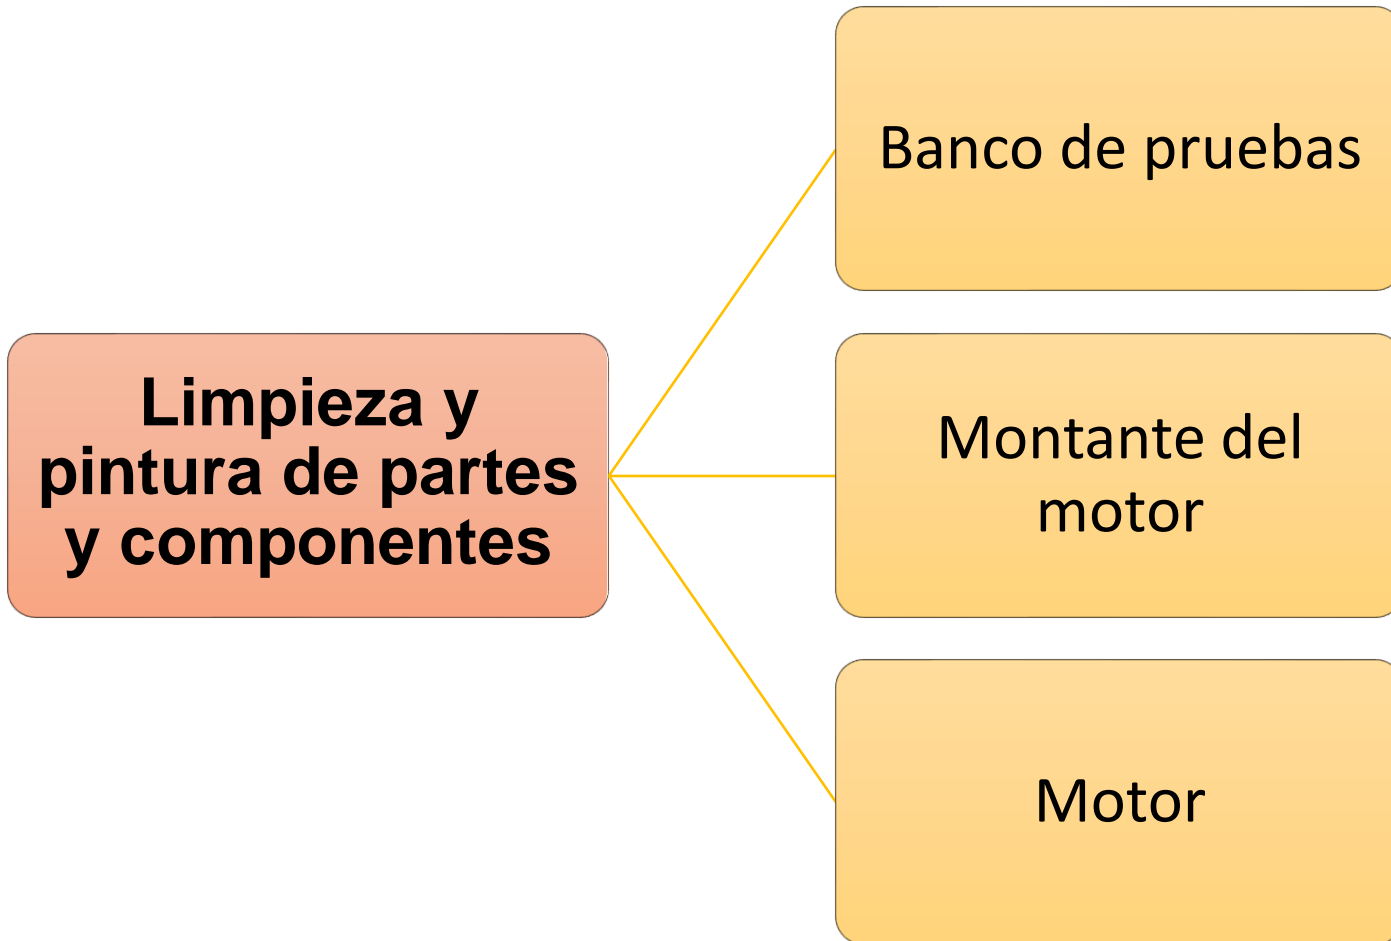 Banco de pruebas
Limpieza y
pintura de partes
y componentes
Montante del
motor
Motor